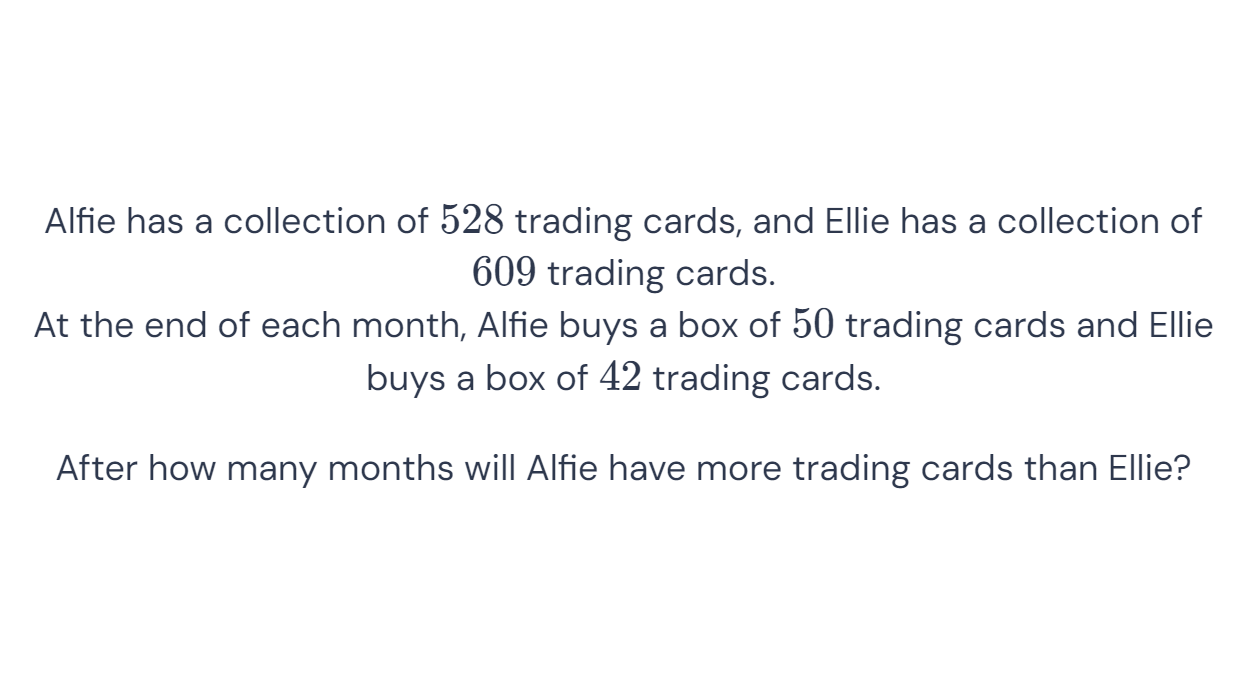 Alfie has a collection of 528 trading cards, and Ellie has a collection of
609 trading cards.
At the end of each month, Alfie buys a box of 50 trading cards and Ellie
buys a box of 42 trading cards.
After how many months will Alfie have more trading cards than Ellie?